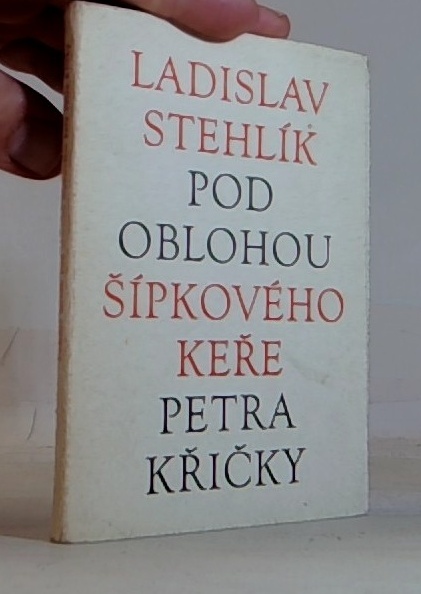 LADISLAV
STEHLÍK
POD
OBLOHOU
ŠÍPKOVÉHO
KEŘE
PETRA
KŘIČKY